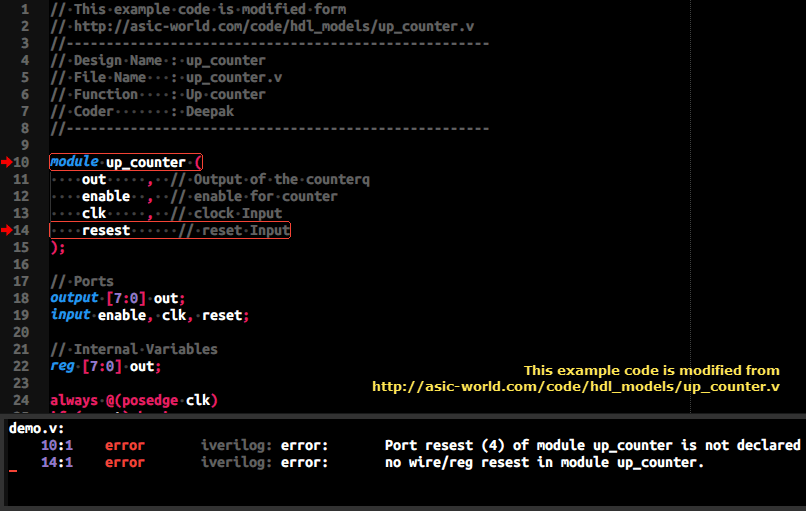 1 // This example code is modified form
2 // http://asic-world.com/code/hdl_models/up_counter.v
3 //-----------------------------------------------------
4 // Design Name : up_counter
5 // File Name   : up_counter.v
6 // Function    : Up counter
7 // Coder       : Deepak
8 //-----------------------------------------------------
9
10 module up_counter (
11     out     ,  // Output of the counterq
12     enable  ,  // enable for counter
13     clk     ,  // clock Input
14     resest      // reset Input
15 );
16
17 // Ports
18 output [7:0] out;
19 input enable, clk, reset;
20
21 // Internal Variables
22 reg [7:0] out;
23
24 always @(posedge clk)
This example code is modified from
http://asic-world.com/code/hdl_models/up_counter.v
demo.v:
10:1 error iverilog: error: Port resest (4) of module up_counter is not declared
14:1 error iverilog: error: no wire/reg resest in module up_counter.